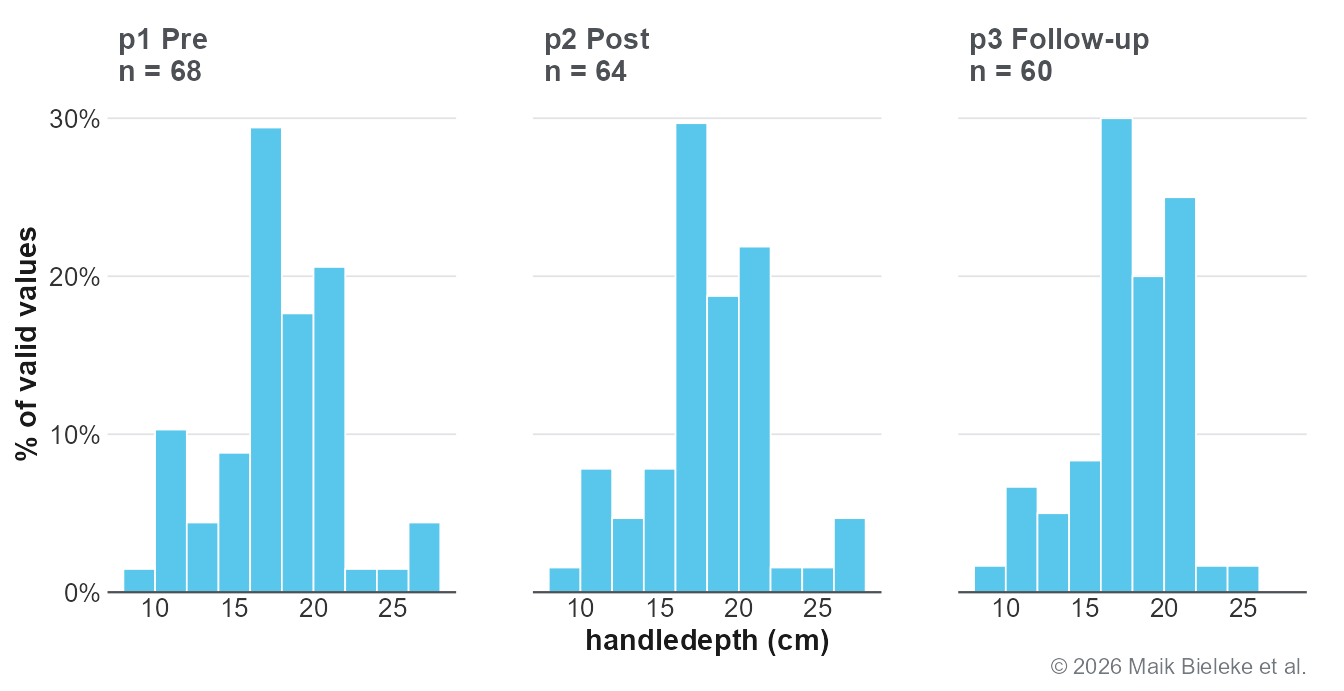 p1 Pre
n = 68
p2 Post
n = 64
p3 Follow-up
n = 60
% of valid values
30%
20%
10%
0%
10 15 20 25
10 15 20 25
10 15 20 25
handledepth (cm)
© 2026 Maik Bieleke et al.